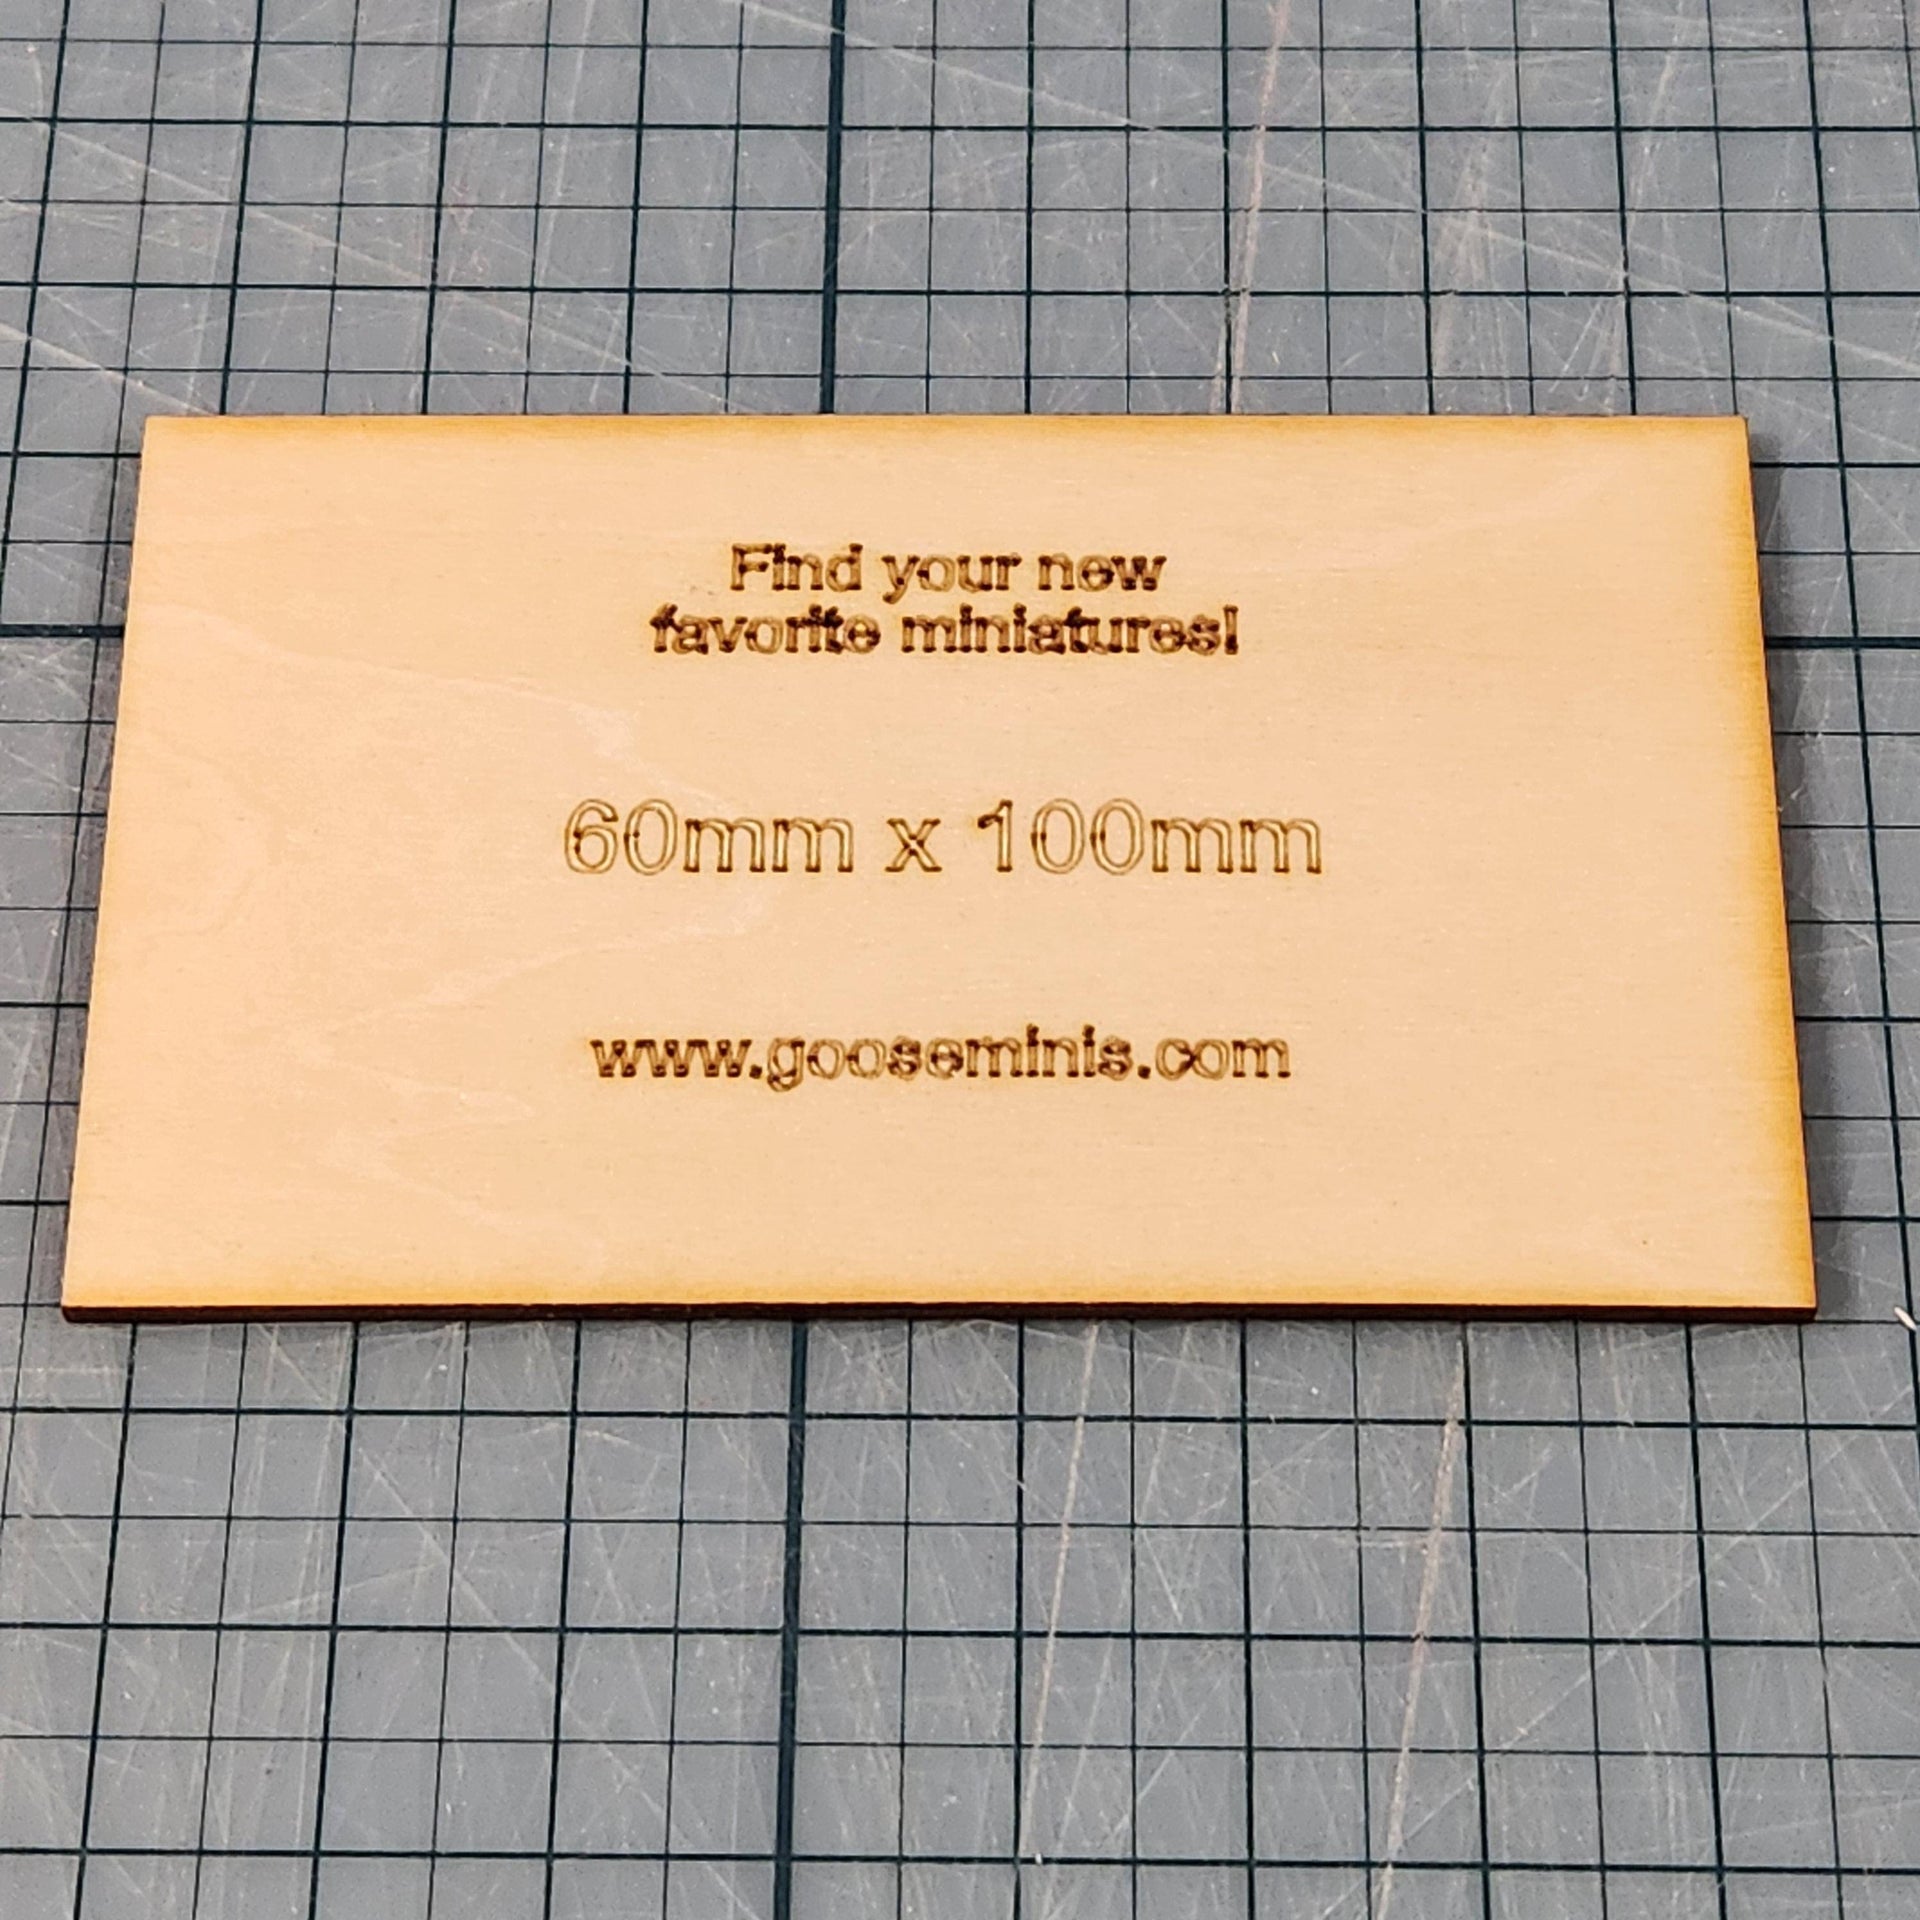 Find your new
favorite miniatures!
60mm x 100mm
www.gooseminis.com